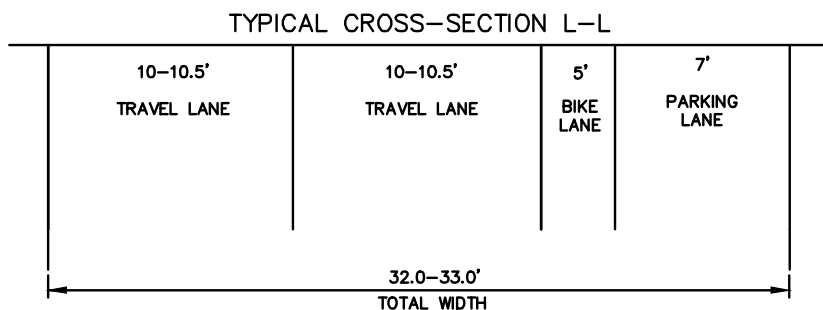 TYPICAL CROSS-SECTION L-L
10-10.5'
TRAVEL LANE
10-10.5'
TRAVEL LANE
5'
BIKE
LANE
7'
PARKING
LANE
32.0-33.0'
TOTAL WIDTH